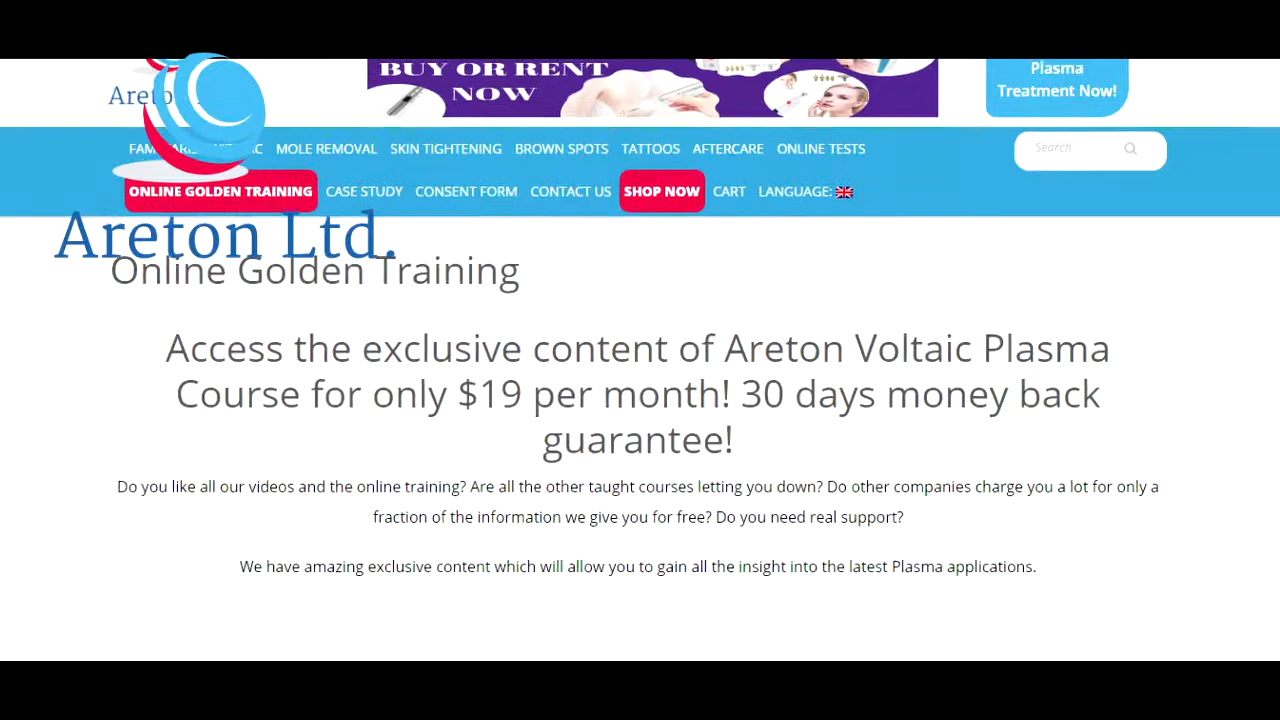 BUY OR RENT
NOW
Plasma
Treatment Now!
MOLE REMOVAL SKIN TIGHTENING BROWN SPOTS TATTOOS AFTERCARE ONLINE TESTS
Search
ONLINE GOLDEN TRAINING CASE STUDY CONSENT FORM CONTACT US SHOP NOW CART LANGUAGE:
Areton Ltd.
Online Golden Training
Access the exclusive content of Areton Voltaic Plasma
Course for only $19 per month! 30 days money back
guarantee!
Do you like all our videos and the online training? Are all the other taught courses letting you down? Do other companies charge you a lot for only a
fraction of the information we give you for free? Do you need real support?
We have amazing exclusive content which will allow you to gain all the insight into the latest Plasma applications.